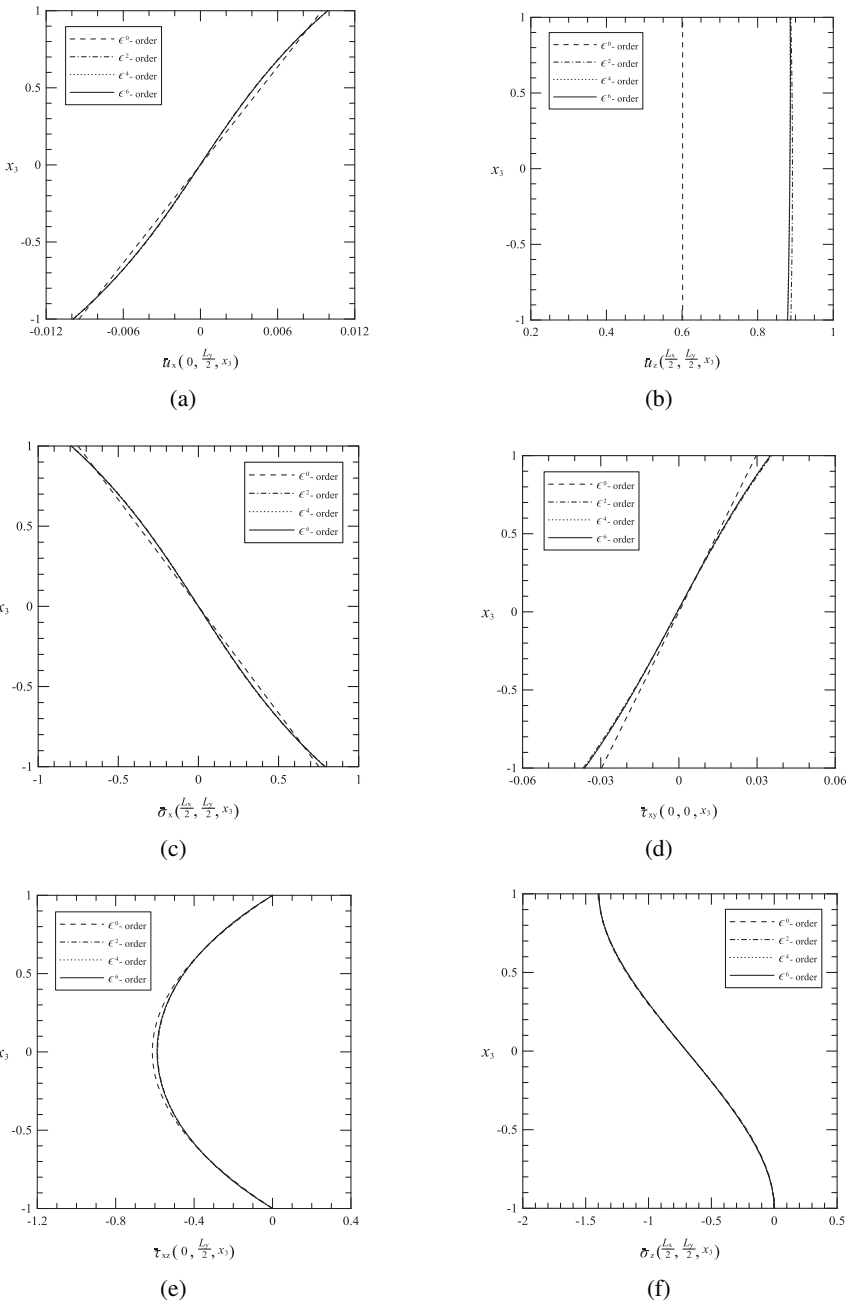 1
0.5
0
-0.5
-1
x₃
ϵ⁰- order
ϵ²- order
ϵ⁴- order
ϵ⁶- order
-0.012 -0.006 0 0.006 0.012
ūₓ(0, Ly/2, x₃)
(a)
1
0.5
0
-0.5
-1
x₃
ϵ⁰- order
ϵ²- order
ϵ⁴- order
ϵ⁶- order
0.2 0.4 0.6 0.8 1
ū_z(Lx/2, Ly/2, x₃)
(b)
1
0.5
0
-0.5
-1
x₃
ϵ⁰- order
ϵ²- order
ϵ⁴- order
ϵ⁶- order
-1 -0.5 0 0.5 1
σ̄ₓ(Lx/2, Ly/2, x₃)
(c)
1
0.5
0
-0.5
-1
x₃
ϵ⁰- order
ϵ²- order
ϵ⁴- order
ϵ⁶- order
-0.06 -0.03 0 0.03 0.06
τ̄_xy(0, 0, x₃)
(d)
1
0.5
0
-0.5
-1
x₃
ϵ⁰- order
ϵ²- order
ϵ⁴- order
ϵ⁶- order
-1.2 -0.8 -0.4 0 0.4
τ̄_xz(0, Ly/2, x₃)
(e)
1
0.5
0
-0.5
-1
x₃
ϵ⁰- order
ϵ²- order
ϵ⁴- order
ϵ⁶- order
-2 -1.5 -1 -0.5 0 0.5
σ̄_z(Lx/2, Ly/2, x₃)
(f)